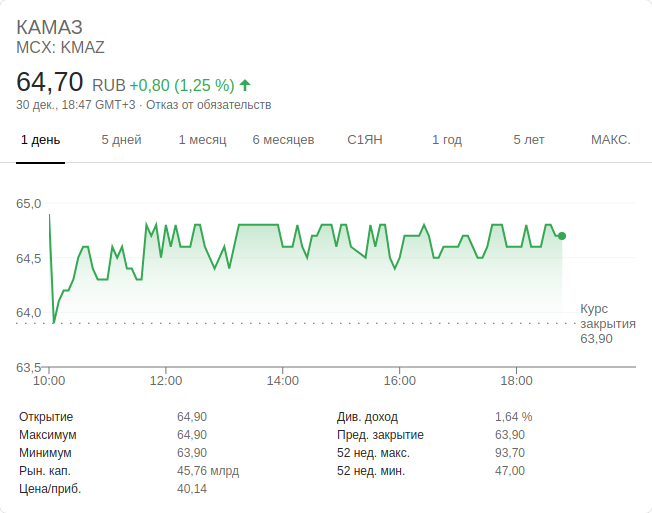 КАМАЗ
MCX: KMAZ
64,70 RUB +0,80 (1,25 %)
30 дек., 18:47 GMT+3 · Отказ от обязательств
1 день 5 дней 1 месяц 6 месяцев С1ЯН 1 год 5 лет МАКС.
65,0
64,5
64,0
63,5
Курс
закрытия
63,90
10:00 12:00 14:00 16:00 18:00
Открытие 64,90 Див. доход 1,64 %
Максимум 64,90 Пред. закрытие 63,90
Минимум 63,90 52 нед. макс. 93,70
Рын. кап. 45,76 млрд 52 нед. мин. 47,00
Цена/приб. 40,14